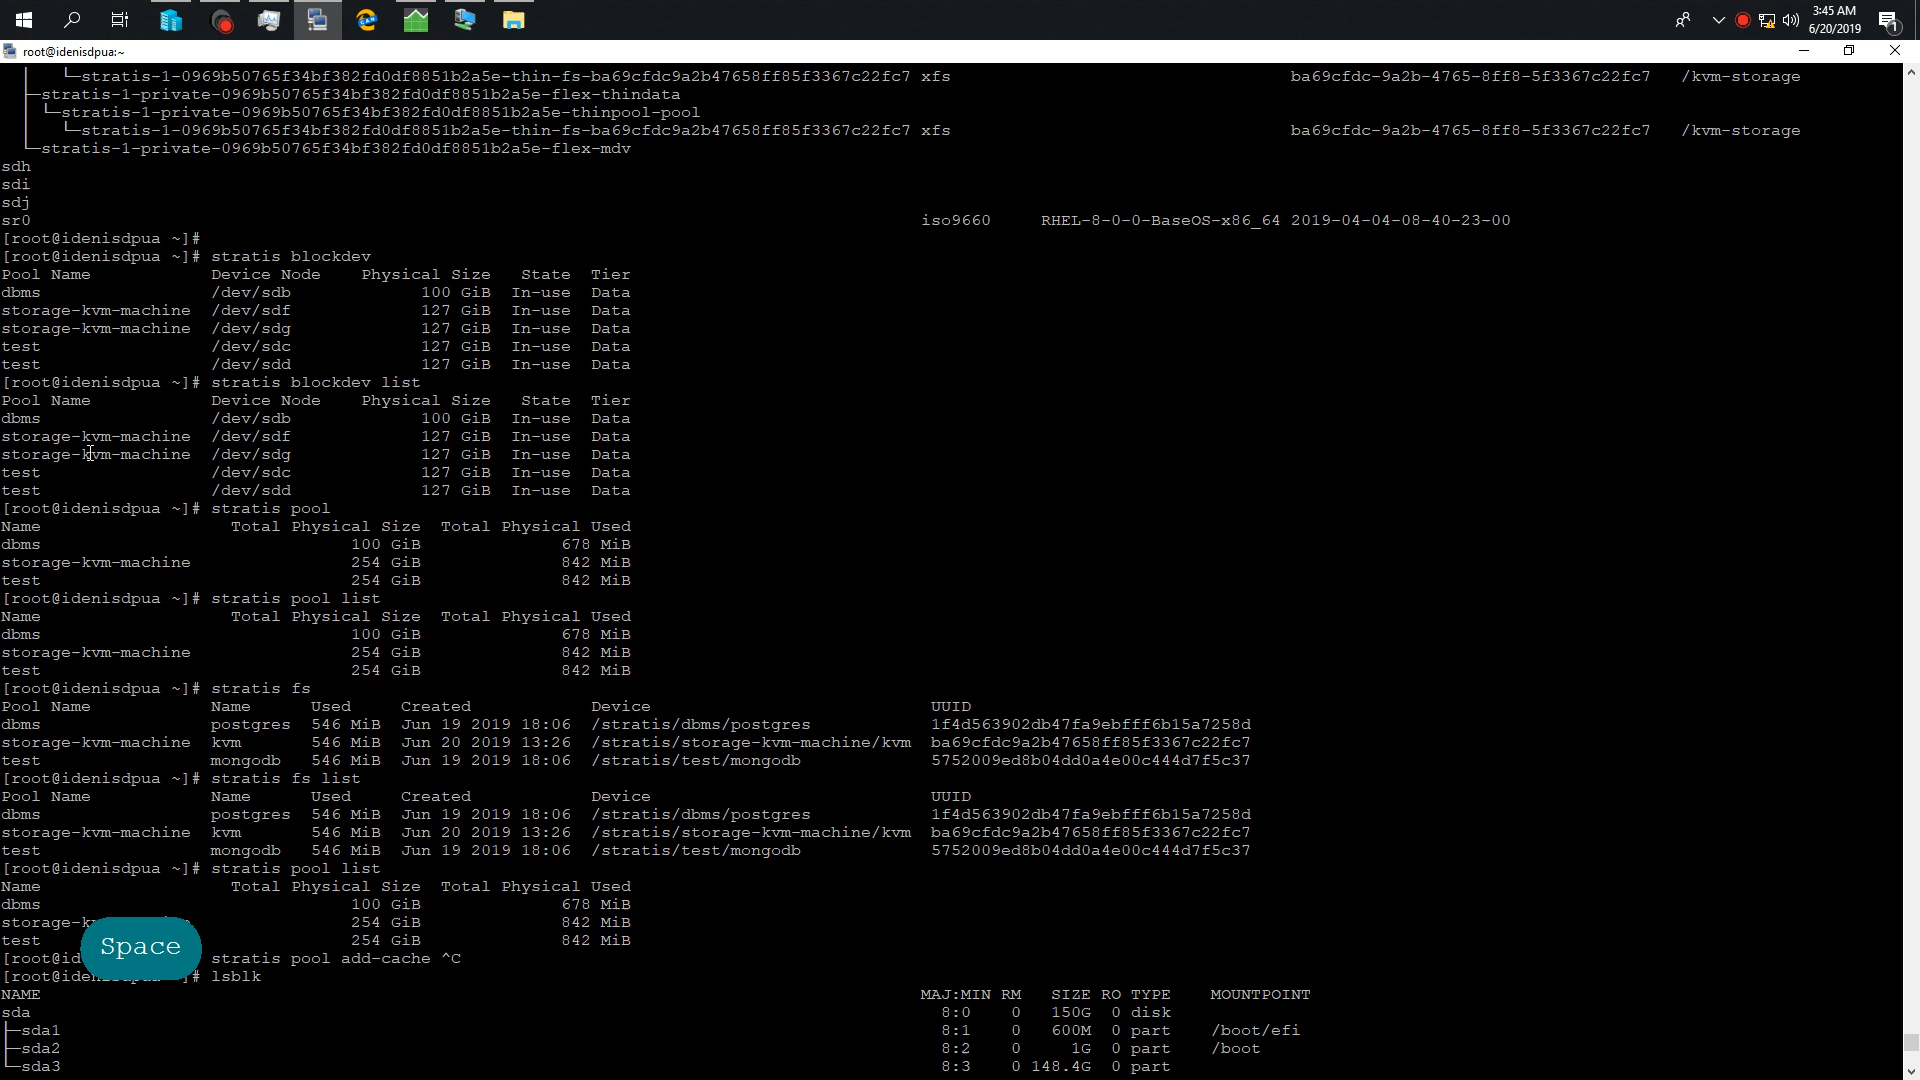 3:45 AM
6/20/2019
1
root@idenisdpua:~
└─stratis-1-0969b50765f34bf382fd0df8851b2a5e-thin-fs-ba69cfdc9a2b47658ff85f3367c22fc7 xfs ba69cfdc-9a2b-4765-8ff8-5f3367c22fc7 /kvm-storage
├─stratis-1-private-0969b50765f34bf382fd0df8851b2a5e-flex-thindata
│ └─stratis-1-private-0969b50765f34bf382fd0df8851b2a5e-thinpool-pool
│ └─stratis-1-0969b50765f34bf382fd0df8851b2a5e-thin-fs-ba69cfdc9a2b47658ff85f3367c22fc7 xfs ba69cfdc-9a2b-4765-8ff8-5f3367c22fc7 /kvm-storage
└─stratis-1-private-0969b50765f34bf382fd0df8851b2a5e-flex-mdv
sdh
sdi
sdj
sr0 iso9660 RHEL-8-0-0-BaseOS-x86_64 2019-04-04-08-40-23-00
[root@idenisdpua ~]#
[root@idenisdpua ~]# stratis blockdev
Pool Name Device Node Physical Size State Tier
dbms /dev/sdb 100 GiB In-use Data
storage-kvm-machine /dev/sdf 127 GiB In-use Data
storage-kvm-machine /dev/sdg 127 GiB In-use Data
test /dev/sdc 127 GiB In-use Data
test /dev/sdd 127 GiB In-use Data
[root@idenisdpua ~]# stratis blockdev list
Pool Name Device Node Physical Size State Tier
dbms /dev/sdb 100 GiB In-use Data
storage-kvm-machine /dev/sdf 127 GiB In-use Data
storage-kvm-machine /dev/sdg 127 GiB In-use Data
test /dev/sdc 127 GiB In-use Data
test /dev/sdd 127 GiB In-use Data
[root@idenisdpua ~]# stratis pool
Name Total Physical Size Total Physical Used
dbms 100 GiB 678 MiB
storage-kvm-machine 254 GiB 842 MiB
test 254 GiB 842 MiB
[root@idenisdpua ~]# stratis pool list
Name Total Physical Size Total Physical Used
dbms 100 GiB 678 MiB
storage-kvm-machine 254 GiB 842 MiB
test 254 GiB 842 MiB
[root@idenisdpua ~]# stratis fs
Pool Name Name Used Created Device UUID
dbms postgres 546 MiB Jun 19 2019 18:06 /stratis/dbms/postgres 1f4d563902db47fa9ebfff6b15a7258d
storage-kvm-machine kvm 546 MiB Jun 20 2019 13:26 /stratis/storage-kvm-machine/kvm ba69cfdc9a2b47658ff85f3367c22fc7
test mongodb 546 MiB Jun 19 2019 18:06 /stratis/test/mongodb 5752009ed8b04dd0a4e00c444d7f5c37
[root@idenisdpua ~]# stratis fs list
Pool Name Name Used Created Device UUID
dbms postgres 546 MiB Jun 19 2019 18:06 /stratis/dbms/postgres 1f4d563902db47fa9ebfff6b15a7258d
storage-kvm-machine kvm 546 MiB Jun 20 2019 13:26 /stratis/storage-kvm-machine/kvm ba69cfdc9a2b47658ff85f3367c22fc7
test mongodb 546 MiB Jun 19 2019 18:06 /stratis/test/mongodb 5752009ed8b04dd0a4e00c444d7f5c37
[root@idenisdpua ~]# stratis pool list
Name Total Physical Size Total Physical Used
dbms 100 GiB 678 MiB
storage-k 254 GiB 842 MiB
test 254 GiB 842 MiB
Space
[root@id stratis pool add-cache ^C
[root@ide ]# lsblk
NAME MAJ:MIN RM SIZE RO TYPE MOUNTPOINT
sda 8:0 0 150G 0 disk
├─sda1 8:1 0 600M 0 part /boot/efi
├─sda2 8:2 0 1G 0 part /boot
└─sda3 8:3 0 148.4G 0 part